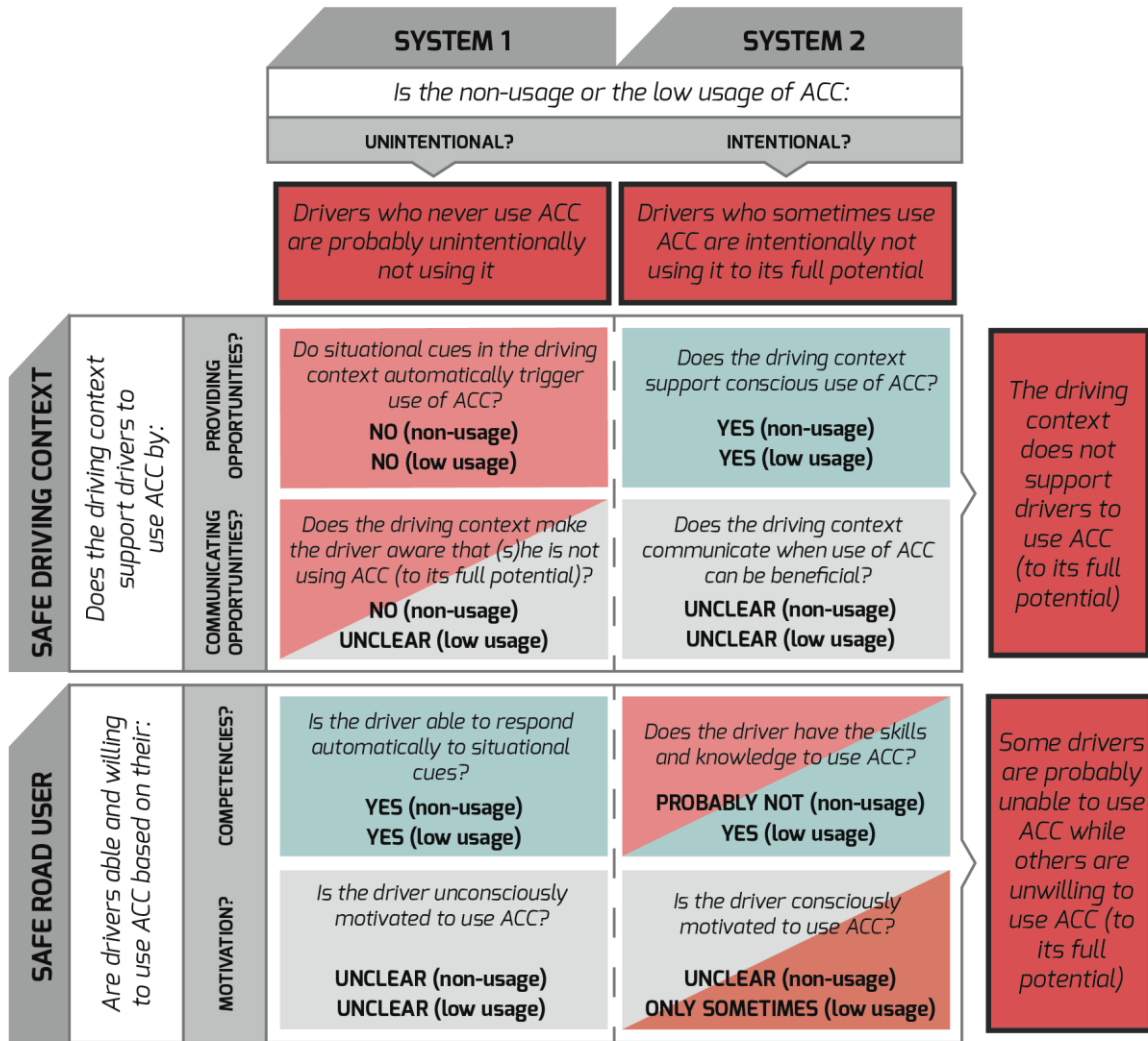 SYSTEM 1
SYSTEM 2
Is the non-usage or the low usage of ACC:
UNINTENTIONAL?
INTENTIONAL?
Drivers who never use ACC
are probably unintentionally
not using it
Drivers who sometimes use
ACC are intentionally not
using it to its full potential
SAFE DRIVING CONTEXT
Does the driving context
support drivers to
use ACC by:
PROVIDING
OPPORTUNITIES?
Do situational cues in the driving
context automatically trigger
use of ACC?
NO (non-usage)
NO (low usage)
Does the driving context
support conscious use of ACC?
YES (non-usage)
YES (low usage)
COMMUNICATING
OPPORTUNITIES?
Does the driving context make
the driver aware that (s)he is not
using ACC (to its full potential)?
NO (non-usage)
UNCLEAR (low usage)
Does the driving context
communicate when use of ACC
can be beneficial?
UNCLEAR (non-usage)
UNCLEAR (low usage)
The driving
context
does not
support
drivers to
use ACC
(to its full
potential)
SAFE ROAD USER
Are drivers able and willing
to use ACC based on their:
COMPETENCIES?
Is the driver able to respond
automatically to situational
cues?
YES (non-usage)
YES (low usage)
Does the driver have the skills
and knowledge to use ACC?
PROBABLY NOT (non-usage)
YES (low usage)
MOTIVATION?
Is the driver unconsciously
motivated to use ACC?
UNCLEAR (non-usage)
UNCLEAR (low usage)
Is the driver consciously
motivated to use ACC?
UNCLEAR (non-usage)
ONLY SOMETIMES (low usage)
Some drivers
are probably
unable to use
ACC while
others are
unwilling to
use ACC (to
its full
potential)